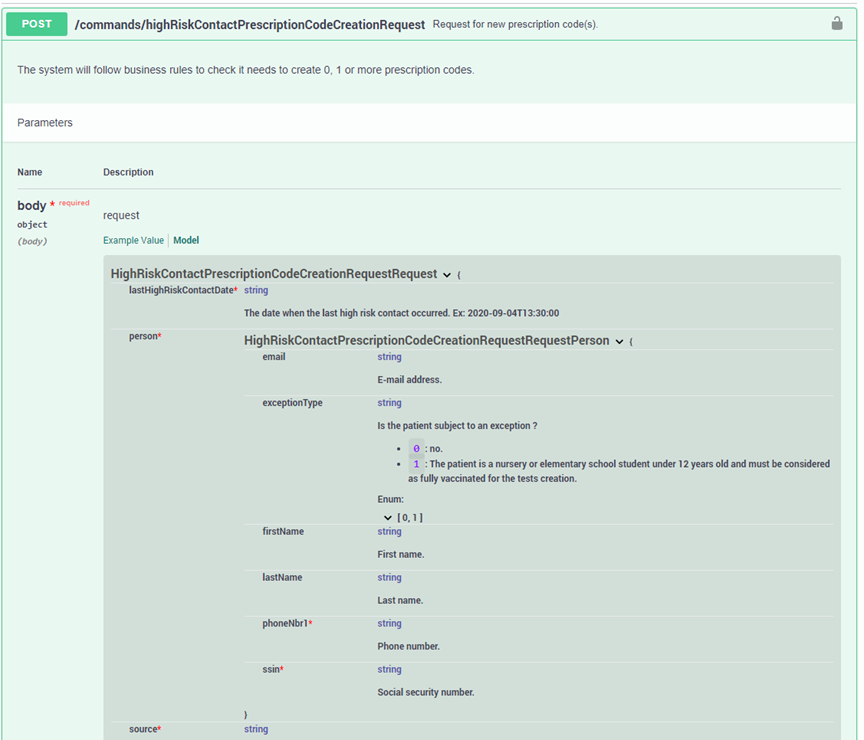 POST /commands/highRiskContactPrescriptionCodeCreationRequest Request for new prescription code(s).
The system will follow business rules to check it needs to create 0, 1 or more prescription codes.
Parameters
Name Description
body * required
object
(body)
request
Example Value Model
HighRiskContactPrescriptionCodeCreationRequestRequest {
lastHighRiskContactDate* string
The date when the last high risk contact occurred. Ex: 2020-09-04T13:30:00
person* HighRiskContactPrescriptionCodeCreationRequestRequestPerson {
email string
E-mail address.
exceptionType string
Is the patient subject to an exception ?
• 0 : no.
• 1 : The patient is a nursery or elementary school student under 12 years old and must be considered
as fully vaccinated for the tests creation.
Enum:
[ 0, 1 ]
firstName string
First name.
lastName string
Last name.
phoneNbr1* string
Phone number.
ssin* string
Social security number.
}
source* string